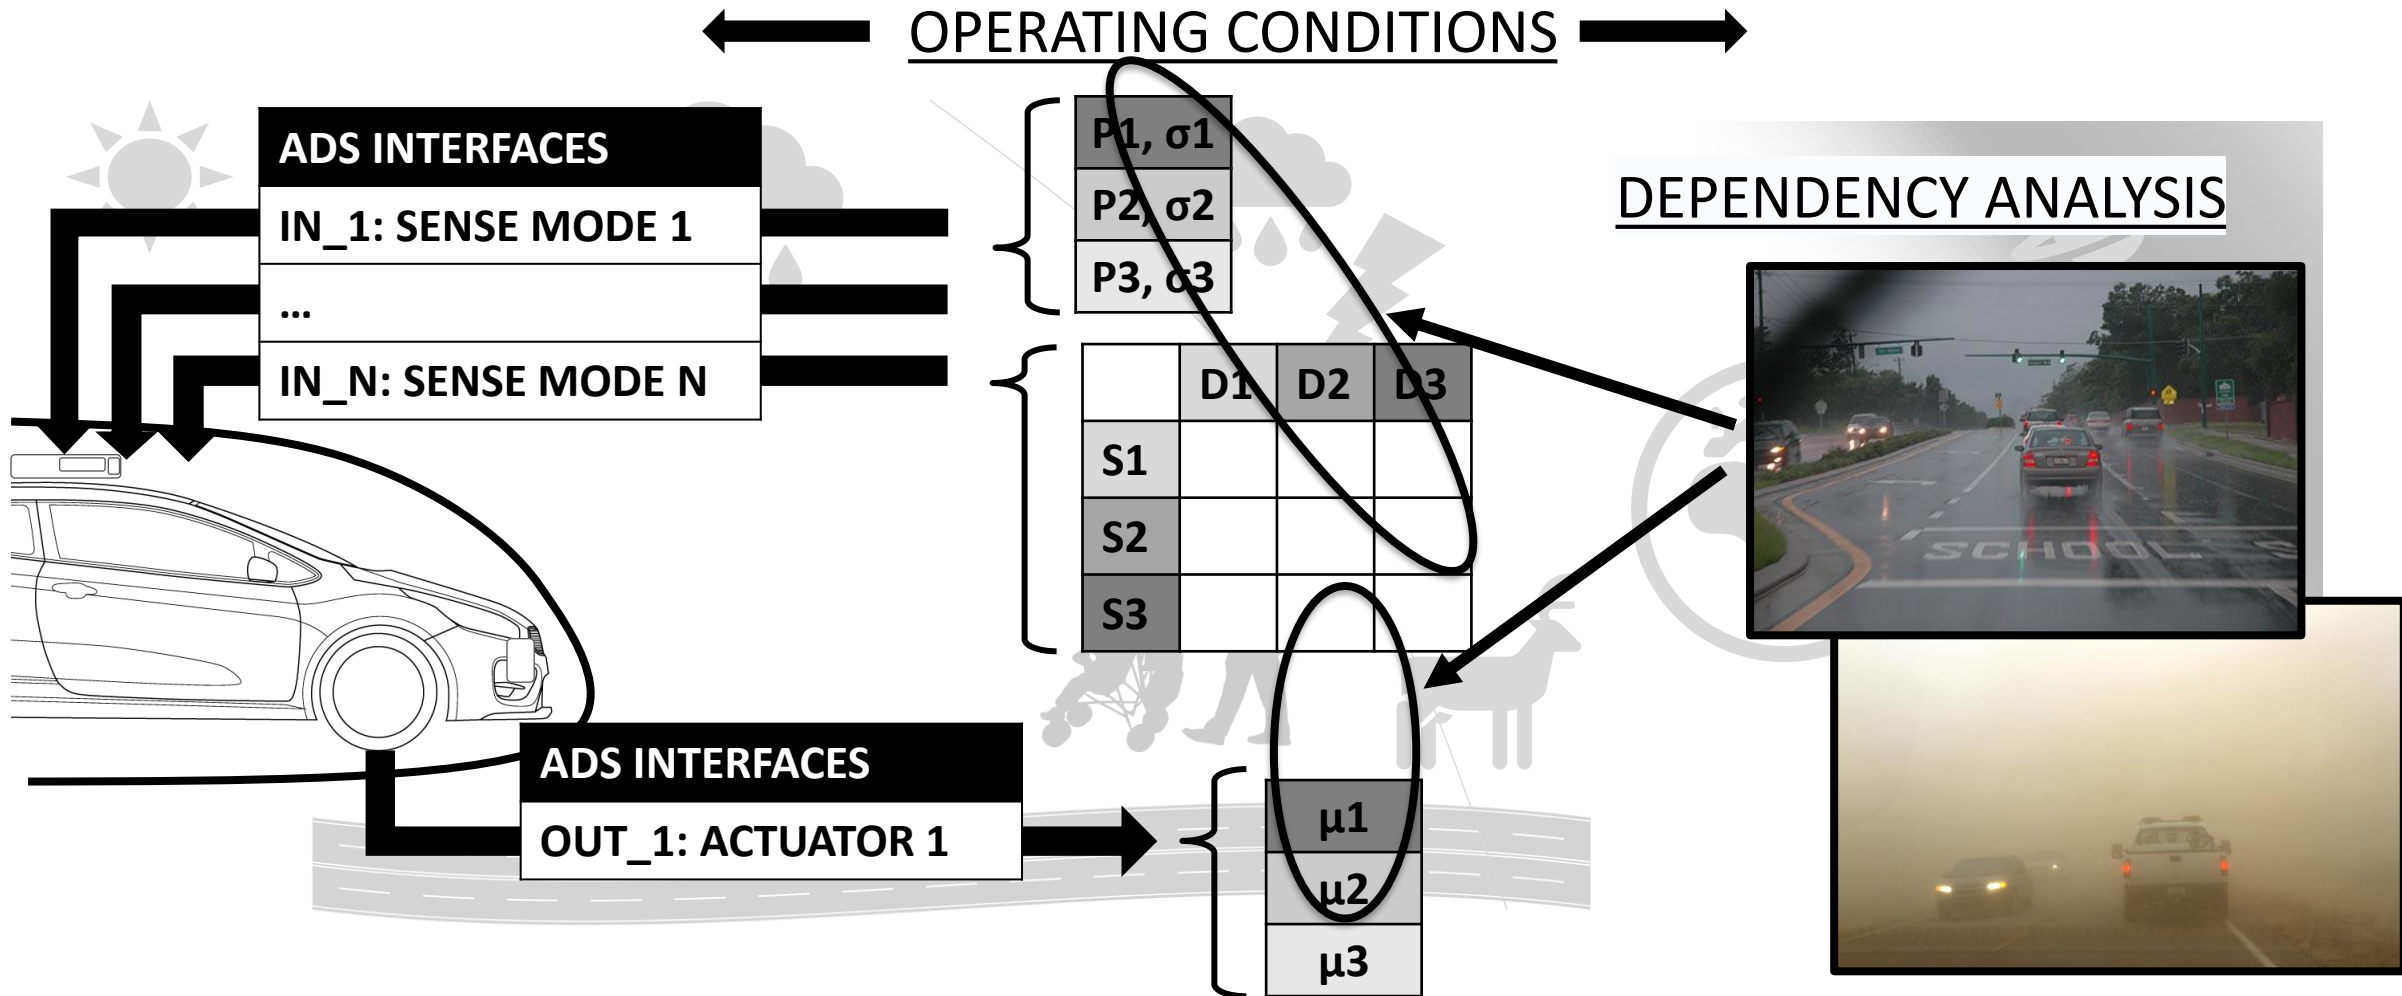 OPERATING CONDITIONS
ADS INTERFACES
IN_1: SENSE MODE 1
...
IN_N: SENSE MODE N
P1, σ1
P2, σ2
P3, σ3
DEPENDENCY ANALYSIS
D1 D2 D3
S1
S2
S3
SCHOOL S
ADS INTERFACES
OUT_1: ACTUATOR 1
μ1
μ2
μ3